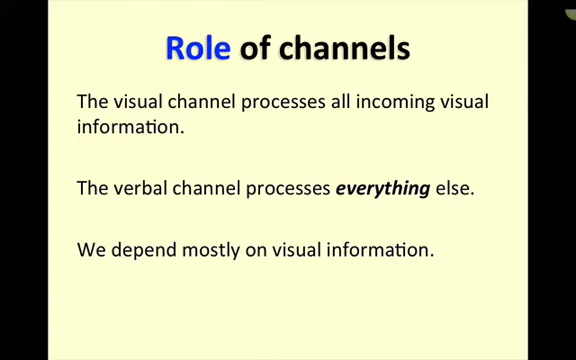 Role of channels
The visual channel processes all incoming visual
information.
The verbal channel processes everything else.
We depend mostly on visual information.